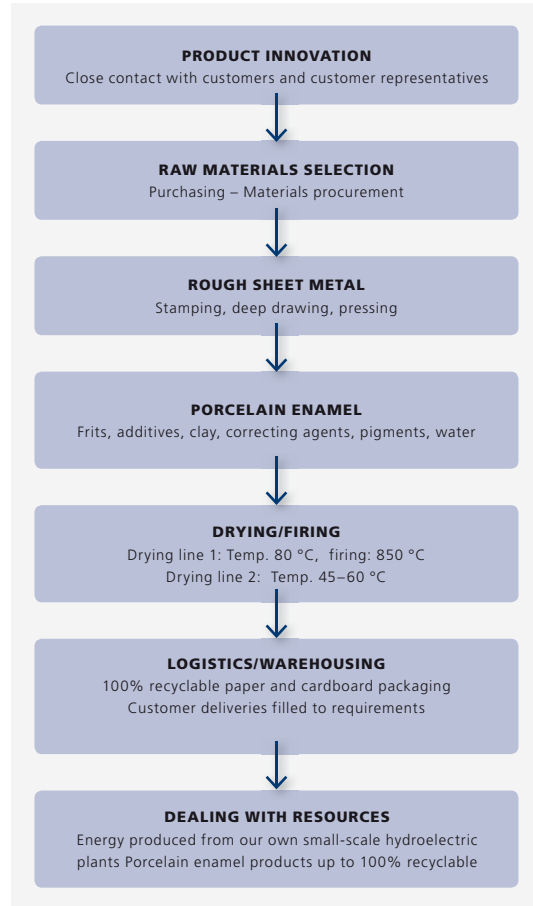 PRODUCT INNOVATION
Close contact with customers and customer representatives
RAW MATERIALS SELECTION
Purchasing – Materials procurement
ROUGH SHEET METAL
Stamping, deep drawing, pressing
PORCELAIN ENAMEL
Frits, additives, clay, correcting agents, pigments, water
DRYING/FIRING
Drying line 1: Temp. 80 °C, firing: 850 °C
Drying line 2: Temp. 45–60 °C
LOGISTICS/WAREHOUSING
100% recyclable paper and cardboard packaging
Customer deliveries filled to requirements
DEALING WITH RESOURCES
Energy produced from our own small-scale hydroelectric
plants Porcelain enamel products up to 100% recyclable